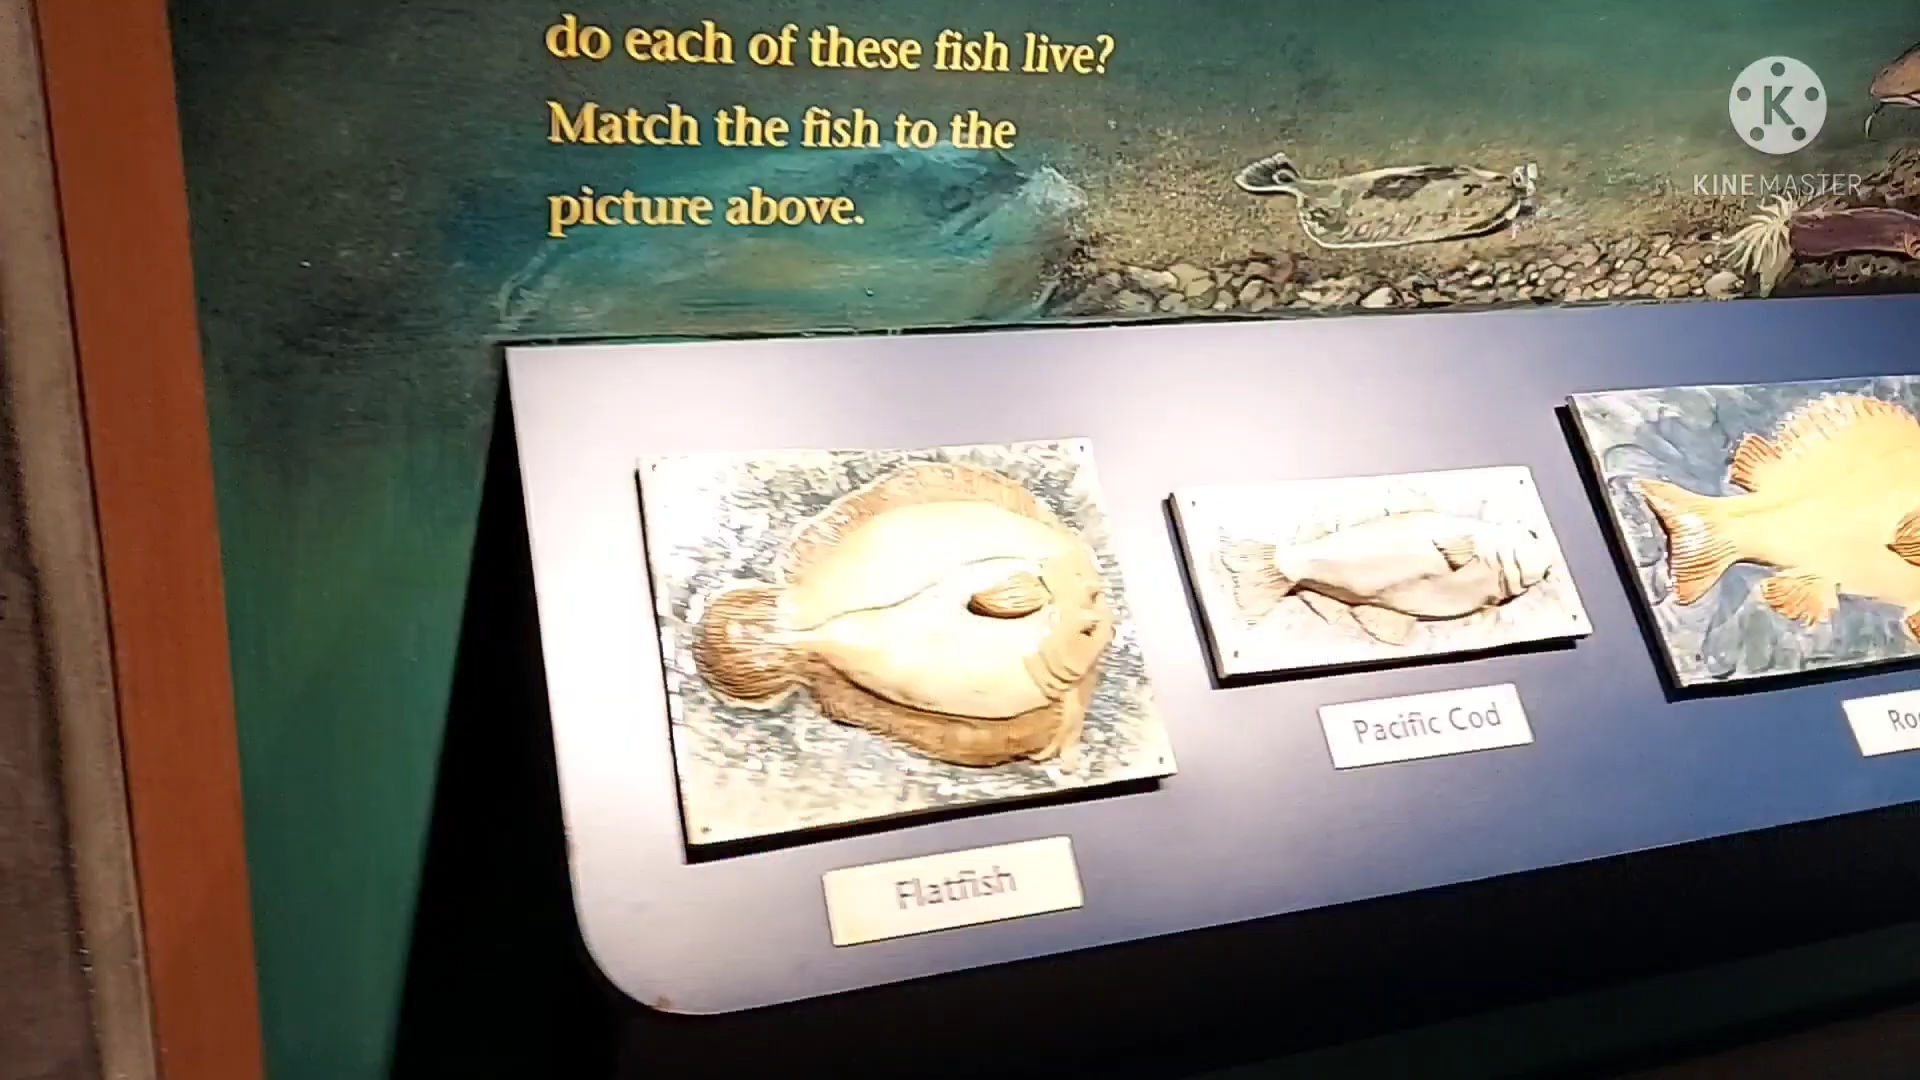 do each of these fish live?
Match the fish to the
picture above.
K
KINEMASTER
Pacific Cod
Flatfish